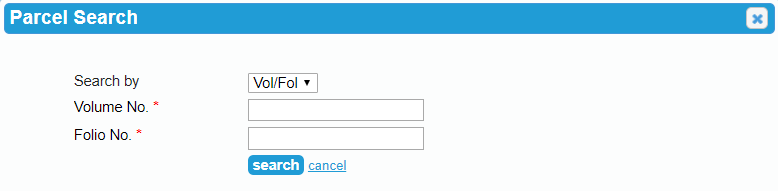 Parcel Search
Search by Vol/Fol
Volume No. *
Folio No. *
search cancel